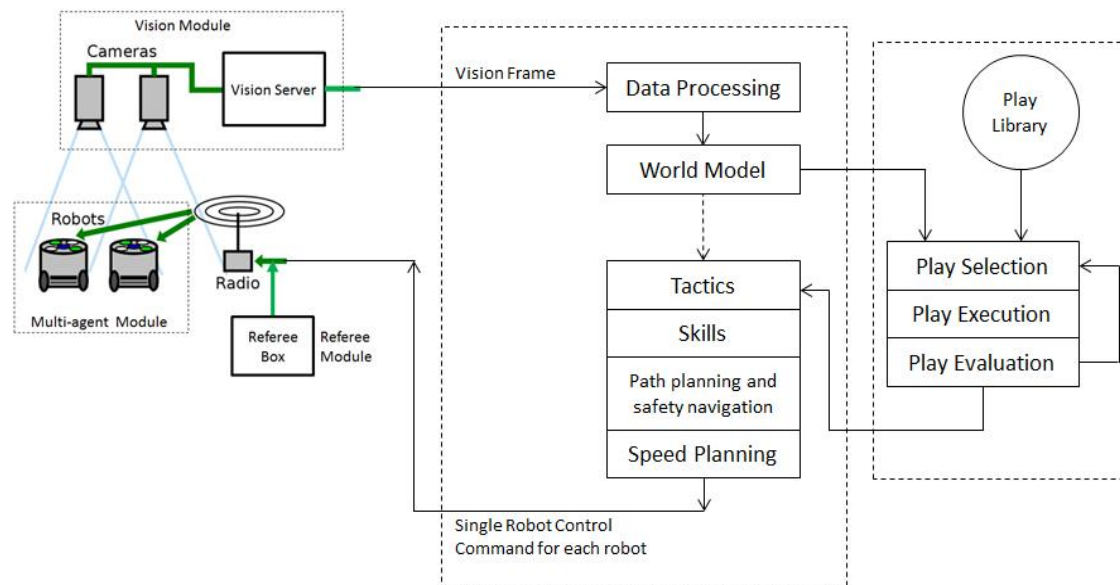 Vision Module
Cameras
Vision Server
Vision Frame
Data Processing
World Model
Play
Library
Robots
Radio
Multi-agent Module
Referee
Box
Referee
Module
Tactics
Skills
Path planning and
safety navigation
Speed Planning
Play Selection
Play Execution
Play Evaluation
Single Robot Control
Command for each robot